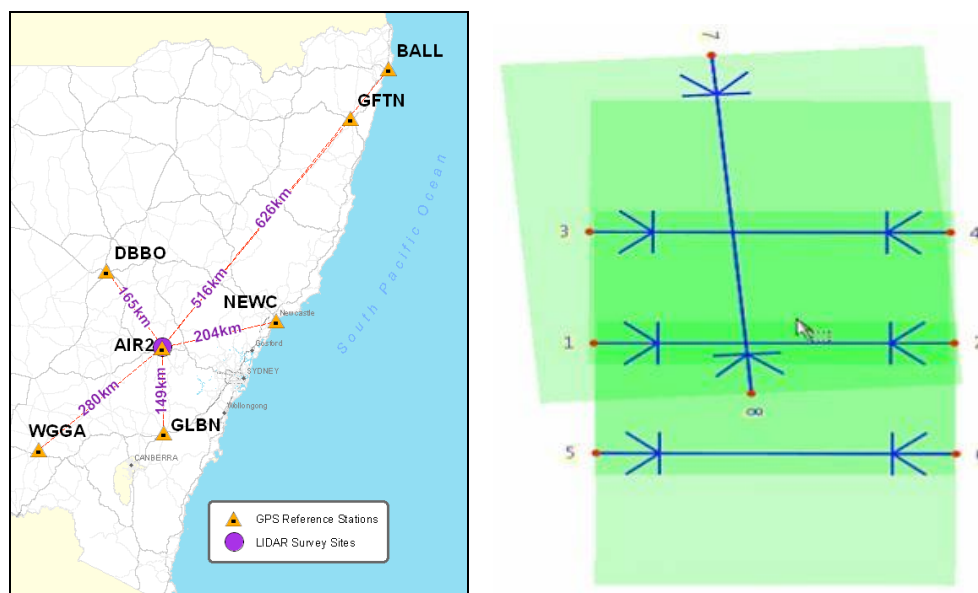 BALL
GFTN
626km
South Pacific Ocean
DBBO
165km
516km
NEWC
Newcastle
204km
AIR2
Gosford
SYDNEY
280km
149km
Wollongong
WGGA
GLBN
CANBERRA
GPS Reference Stations
LIDAR Survey Sites
7
3
4
1
2
8
5
6